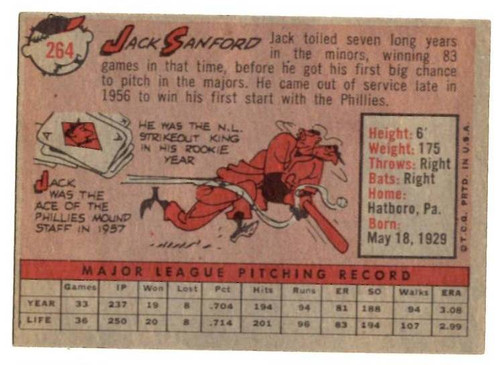 264
JACK SANFORD Jack toiled seven long years
in the minors, winning 83
games in that time, before he got his first big chance
to pitch in the majors. He came out of service late in
1956 to win his first start with the Phillies.
HE WAS THE N.L.
STRIKEOUT KING
IN HIS ROOKIE
YEAR
JACK
WAS THE
ACE OF THE
PHILLIES MOUND
STAFF IN 1957
Height: 6'
Weight: 175
Throws: Right
Bats: Right
Home:
Hatboro, Pa.
Born:
May 18, 1929
© T.C.G. PRTD. IN U.S.A.
MAJOR LEAGUE PITCHING RECORD
Games IP Won Lost Pct Hits Runs ER SO Walks ERA
YEAR 33 237 19 8 .704 194 94 81 188 94 3.08
LIFE 36 250 20 8 .714 201 96 83 194 107 2.99